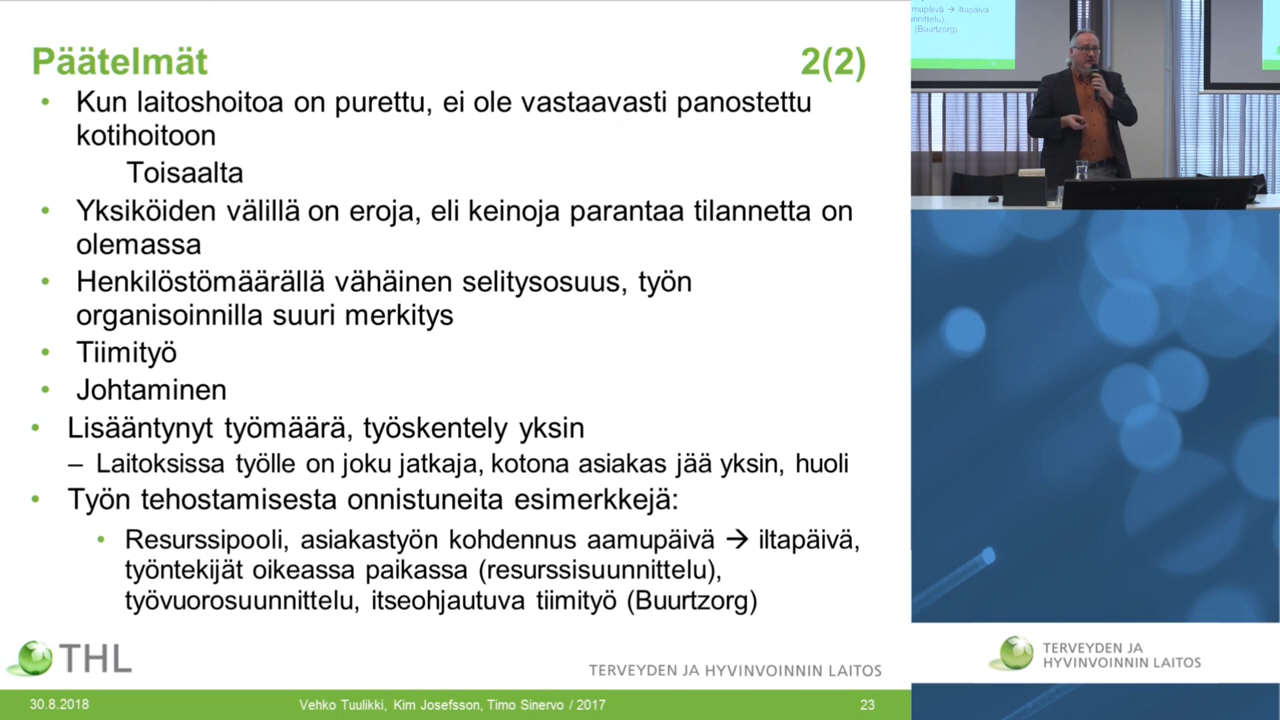 Päätelmät 2(2)
• Kun laitoshoitoa on purettu, ei ole vastaavasti panostettu
kotihoitoon
Toisaalta
• Yksiköiden välillä on eroja, eli keinoja parantaa tilannetta on
olemassa
• Henkilöstömäärällä vähäinen selitysosuus, työn
organisoinnilla suuri merkitys
• Tiimityö
• Johtaminen
• Lisääntynyt työmäärä, työskentely yksin
– Laitoksissa työlle on joku jatkaja, kotona asiakas jää yksin, huoli
• Työn tehostamisesta onnistuneita esimerkkejä:
• Resurssipooli, asiakastyön kohdennus aamupäivä → iltapäivä,
työntekijät oikeassa paikassa (resurssisuunnittelu),
työvuorosuunnittelu, itseohjautuva tiimityö (Buurtzorg)
THL
TERVEYDEN JA HYVINVOINNIN LAITOS
30.8.2018 Vehko Tuulikki, Kim Josefsson, Timo Sinervo / 2017 23
mupäivä → iltapäivä
nnittelu),
(Buurtzorg)
TERVEYDEN JA
HYVINVOINNIN LAITOS